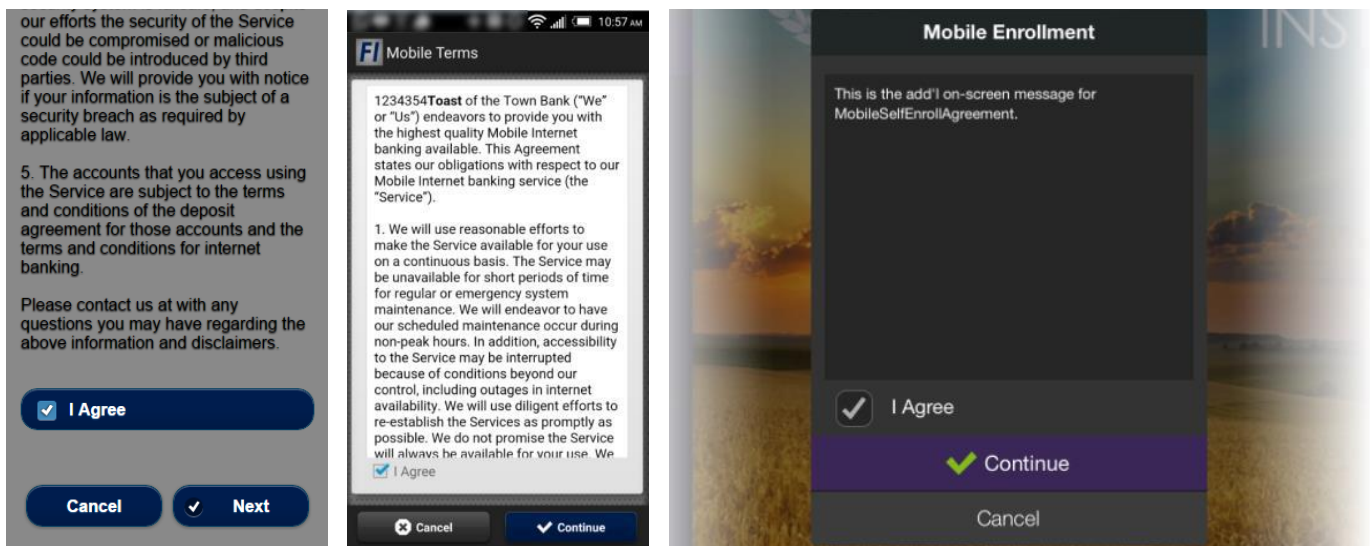 our efforts the security of the Service
could be compromised or malicious
code could be introduced by third
parties. We will provide you with notice
if your information is the subject of a
security breach as required by
applicable law.
5. The accounts that you access using
the Service are subject to the terms
and conditions of the deposit
agreement for those accounts and the
terms and conditions for internet
banking.
Please contact us at with any
questions you may have regarding the
above information and disclaimers.
I Agree
Cancel
Next
10:57 AM
FI Mobile Terms
1234354Toast of the Town Bank (“We”
or “Us”) endeavors to provide you with
the highest quality Mobile Internet
banking available. This Agreement
states our obligations with respect to our
Mobile Internet banking service (the
“Service”).
1. We will use reasonable efforts to
make the Service available for your use
on a continuous basis. The Service may
be unavailable for short periods of time
for regular or emergency system
maintenance. We will endeavor to have
our scheduled maintenance occur during
non-peak hours. In addition, accessibility
to the Service may be interrupted
because of conditions beyond our
control, including outages in internet
availability. We will use diligent efforts to
re-establish the Services as promptly as
possible. We do not promise the Service
will always be available for your use. We
I Agree
Cancel
Continue
INS
Mobile Enrollment
This is the add'l on-screen message for
MobileSelfEnrollAgreement.
I Agree
Continue
Cancel